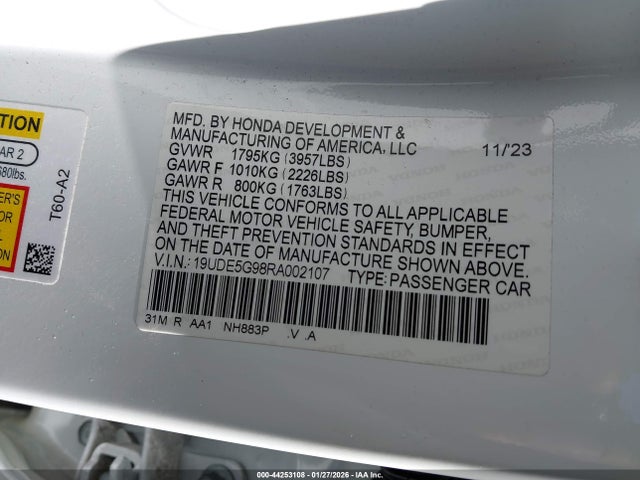 TION
AR 2
680lbs.
ER'S
OR
T60-A2
MFD. BY HONDA DEVELOPMENT &
MANUFACTURING OF AMERICA, LLC 11/23
GVWR 1795KG (3957LBS)
GAWR F 1010KG (2226LBS)
GAWR R 800KG (1763LBS)
THIS VEHICLE CONFORMS TO ALL APPLICABLE
FEDERAL MOTOR VEHICLE SAFETY, BUMPER,
AND THEFT PREVENTION STANDARDS IN EFFECT
ON THE DATE OF MANUFACTURE SHOWN ABOVE.
V.I.N.: 19UDE5G98RA002107 TYPE:PASSENGER CAR
31M R AA1 NH883P .V .A
000-44253108 | 01/27/2026 - IAA HOLDINGS, LLC